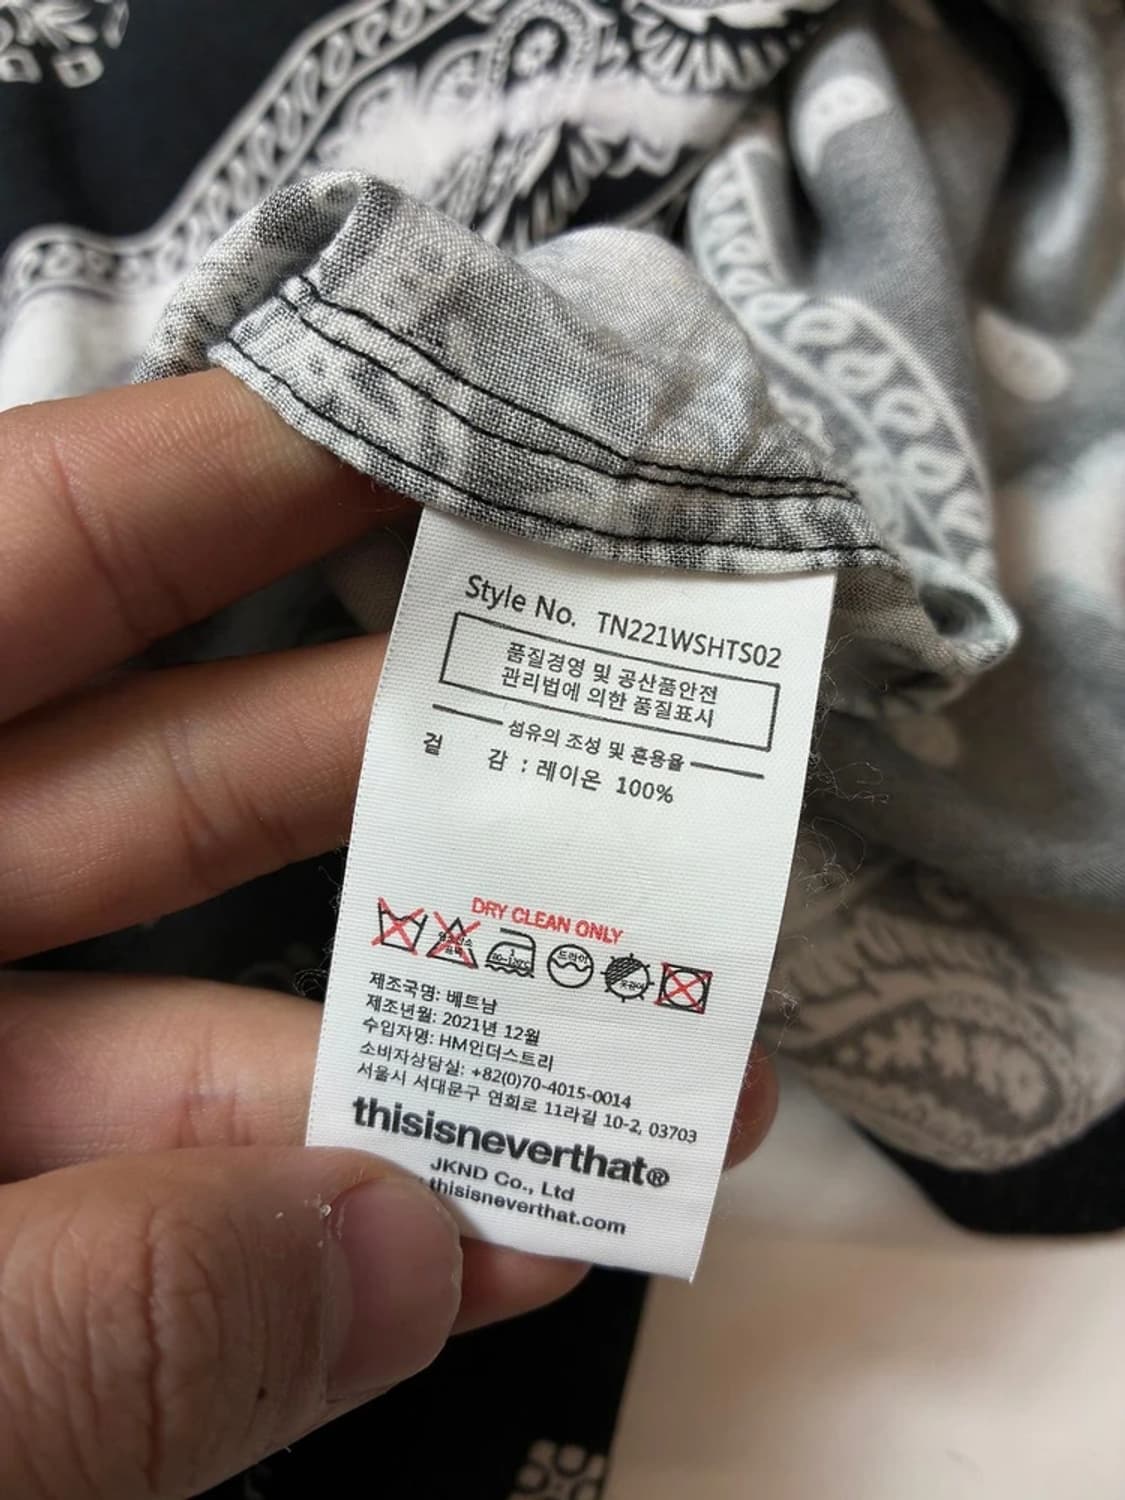 Style No. TN221WSHTS02
품질경영 및 공산품안전
관리법에 의한 품질표시
섬유의 조성 및 혼용율
겉 감 : 레이온 100%
DRY CLEAN ONLY
드라이
제조국명: 베트남
제조년월: 2021년 12월
수입자명: HM인더스트리
소비자상담실: +82(0)70-4015-0014
서울시 서대문구 연희로 11라길 10-2, 03703
thisisneverthat®
JKND Co., Ltd
thisisneverthat.com